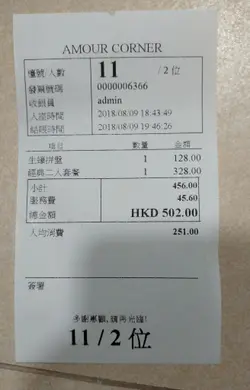 AMOUR CORNER
檯號/人數 11 / 2 位
發票號碼 0000006366
收銀員 admin
入座時間 2018/08/09 18:43:49
結賬時間 2018/08/09 19:46:26
項目 數量 金額
生蠔拼盤 1 128.00
經典二人套餐 1 328.00
小計 456.00
服務費 45.60
總金額 HKD 502.00
人均消費 251.00
簽署
多謝惠顧,請再光臨!
11 / 2 位